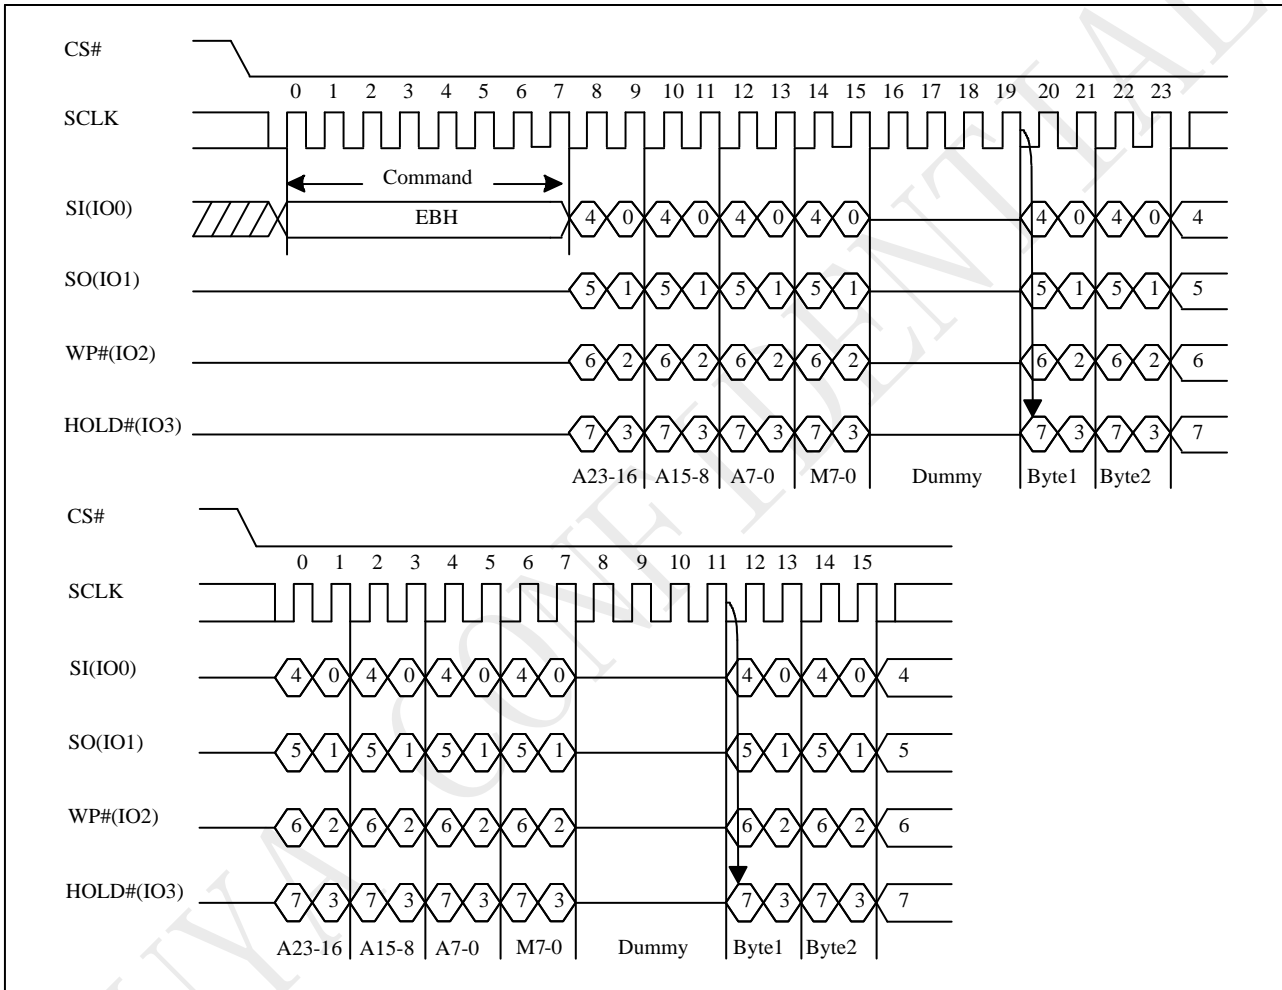 CS#
0 1 2 3 4 5 6 7 8 9 10 11 12 13 14 15 16 17 18 19 20 21 22 23
SCLK
Command
SI(IO0) EBH 4 0 4 0 4 0 4 0 4 0 4 0 4
SO(IO1) 5 1 5 1 5 1 5 1 5 1 5 1 5
WP#(IO2) 6 2 6 2 6 2 6 2 6 2 6 2 6
HOLD#(IO3) 7 3 7 3 7 3 7 3 7 3 7 3 7
A23-16 A15-8 A7-0 M7-0 Dummy Byte1 Byte2
CS#
0 1 2 3 4 5 6 7 8 9 10 11 12 13 14 15
SCLK
SI(IO0) 4 0 4 0 4 0 4 0 4 0 4 0 4
SO(IO1) 5 1 5 1 5 1 5 1 5 1 5 1 5
WP#(IO2) 6 2 6 2 6 2 6 2 6 2 6 2 6
HOLD#(IO3) 7 3 7 3 7 3 7 3 7 3 7 3 7
A23-16 A15-8 A7-0 M7-0 Dummy Byte1 Byte2
UYA CONFIDENTIAL